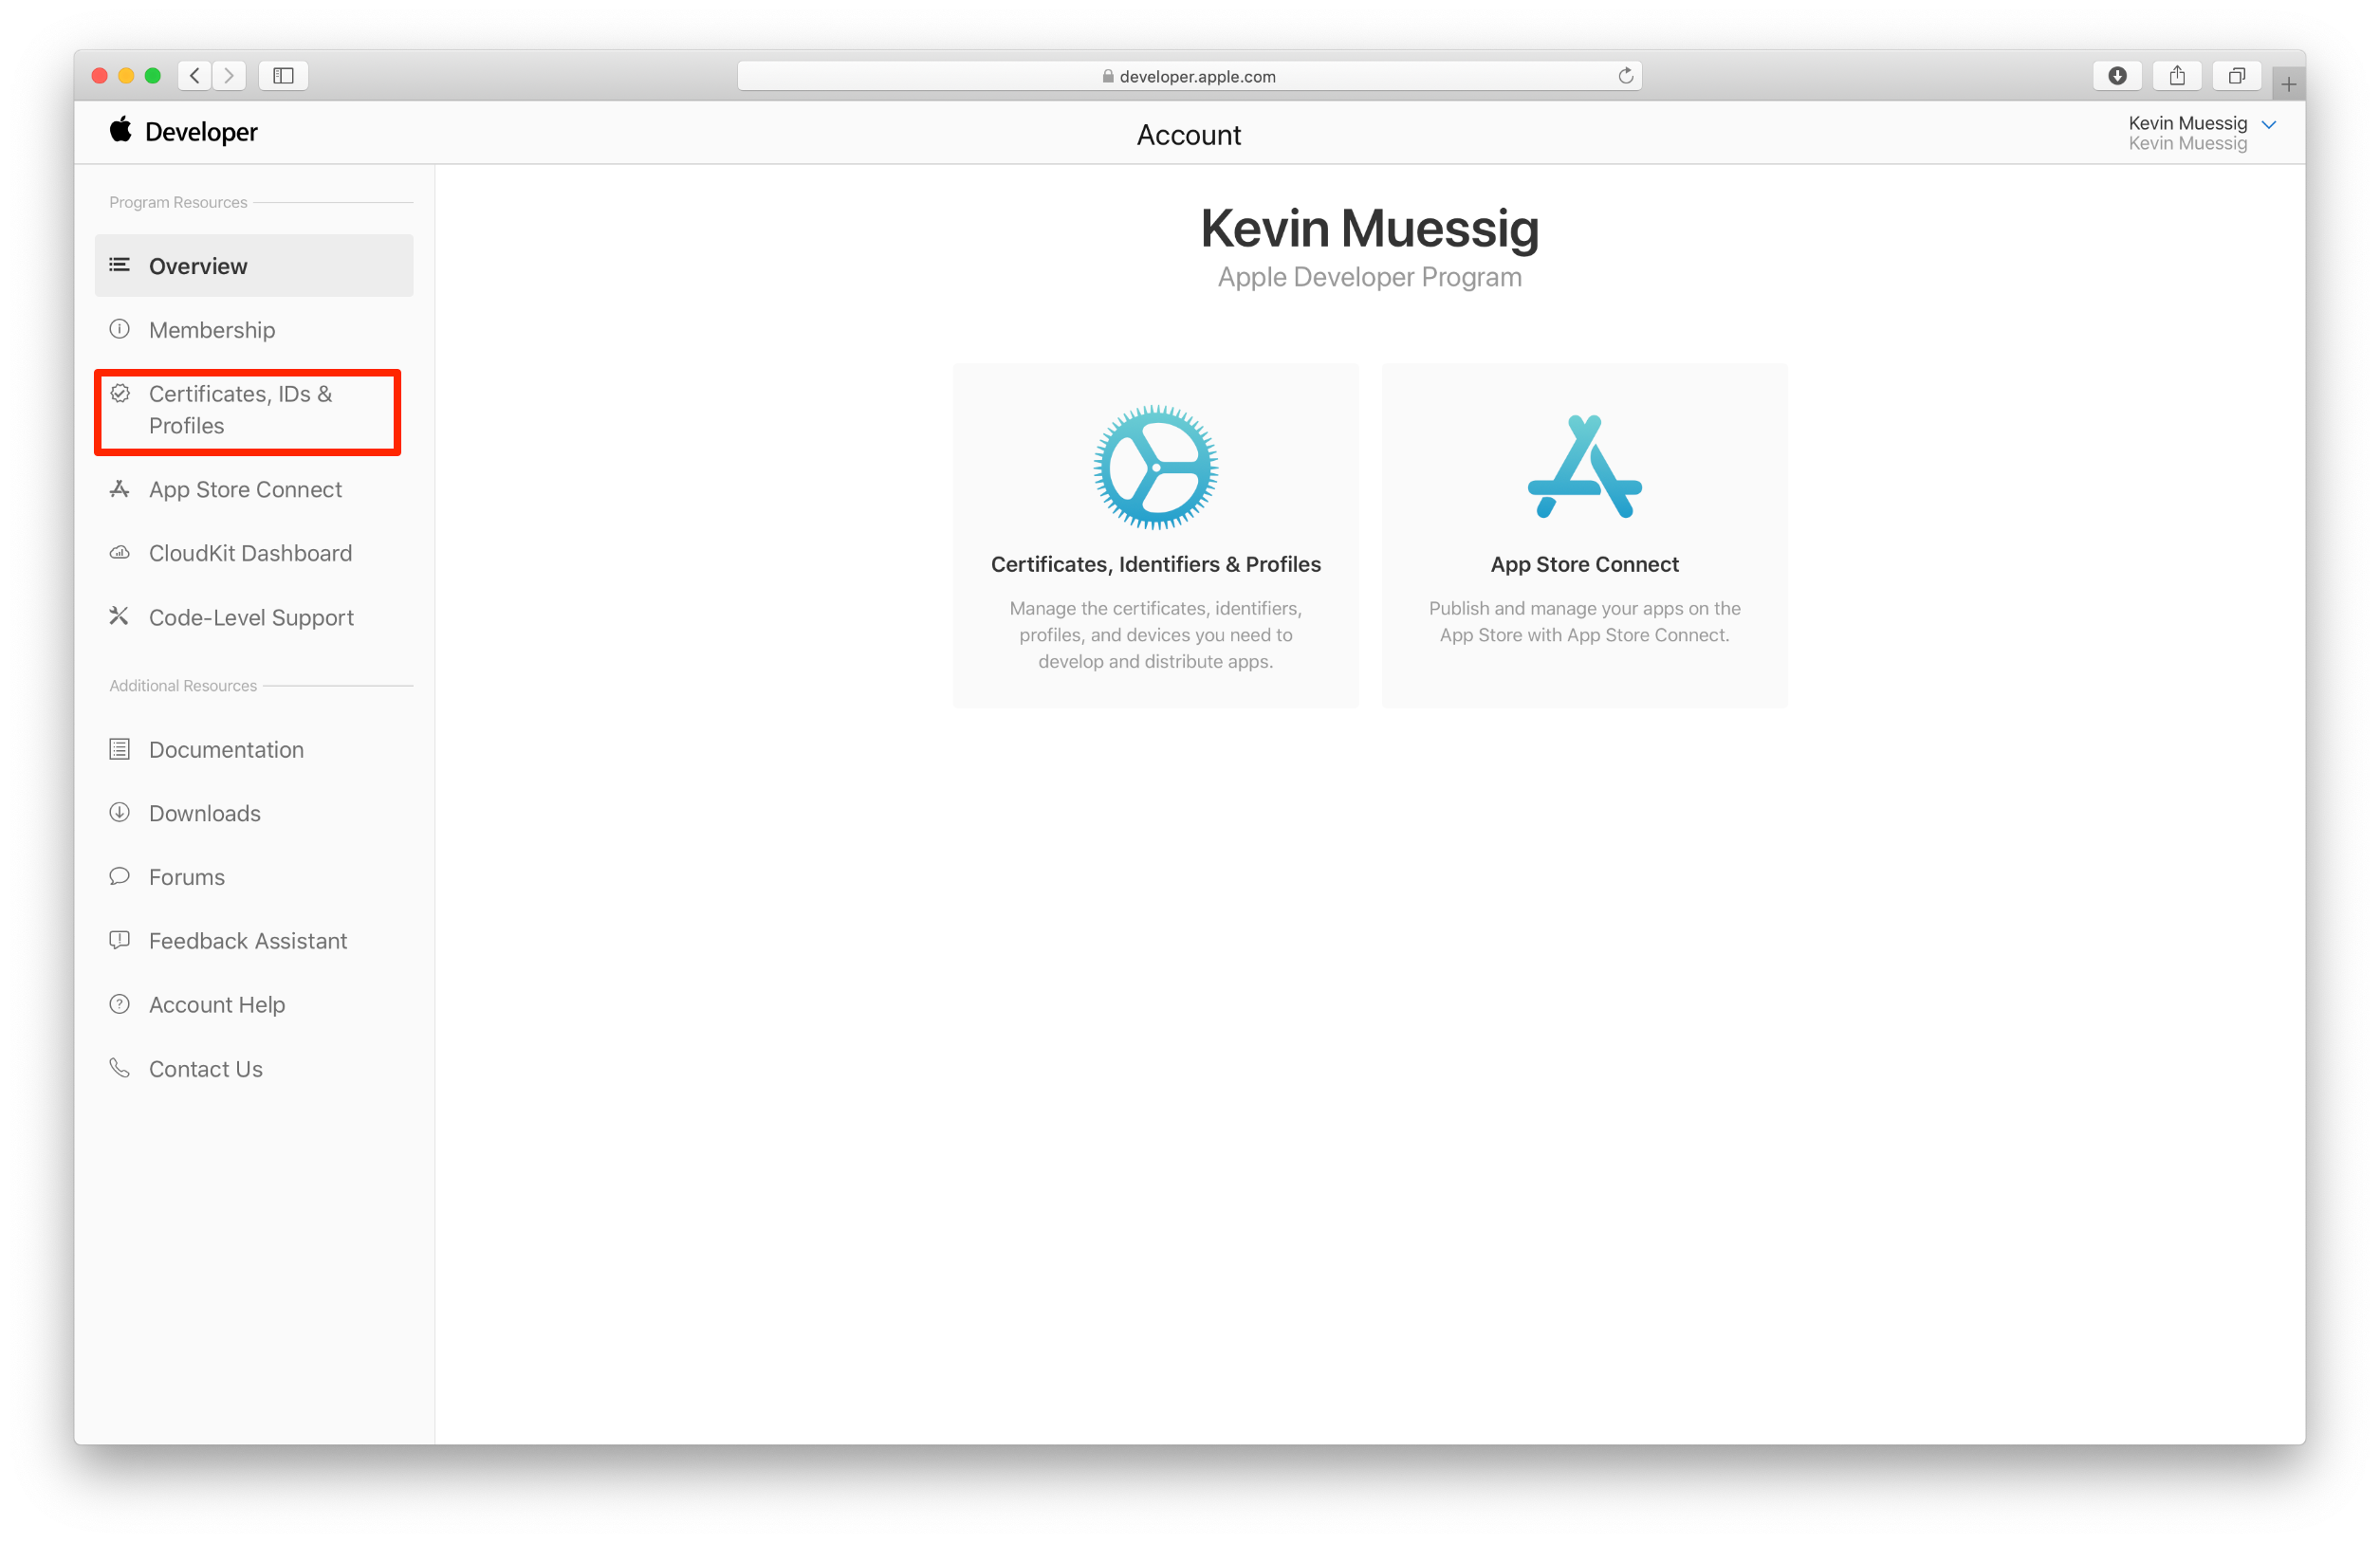 developer.apple.com
Developer
Account
Kevin Muessig
Kevin Muessig
Program Resources
Overview
Membership
Certificates, IDs &
Profiles
App Store Connect
CloudKit Dashboard
Code-Level Support
Additional Resources
Documentation
Downloads
Forums
Feedback Assistant
Account Help
Contact Us
Kevin Muessig
Apple Developer Program
Certificates, Identifiers & Profiles
Manage the certificates, identifiers,
profiles, and devices you need to
develop and distribute apps.
App Store Connect
Publish and manage your apps on the
App Store with App Store Connect.